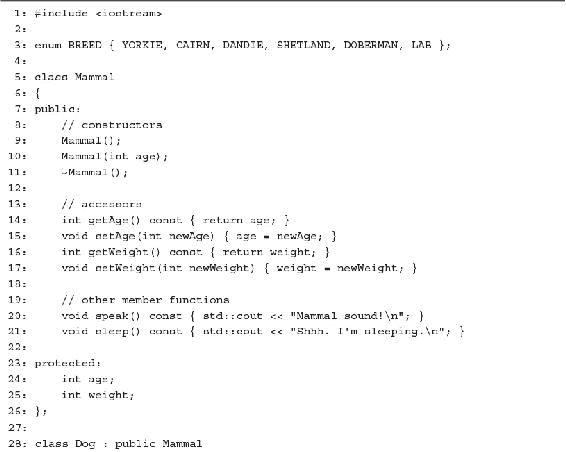 1: #include <iostream>
2:
3: enum BREED { YORKIE, CAIRN, DANDIE, SHETLAND, DOBERMAN, LAB };
4:
5: class Mammal
6: {
7: public:
8: // constructors
9: Mammal();
10: Mammal(int age);
11: ~Mammal();
12:
13: // accessors
14: int getAge() const { return age; }
15: void setAge(int newAge) { age = newAge; }
16: int getWeight() const { return weight; }
17: void setWeight(int newWeight) { weight = newWeight; }
18:
19: // other member functions
20: void speak() const { std::cout << "Mammal sound!\n"; }
21: void sleep() const { std::cout << "Shhh. I'm sleeping.\n"; }
22:
23: protected:
24: int age;
25: int weight;
26: };
27:
28: class Dog : public Mammal